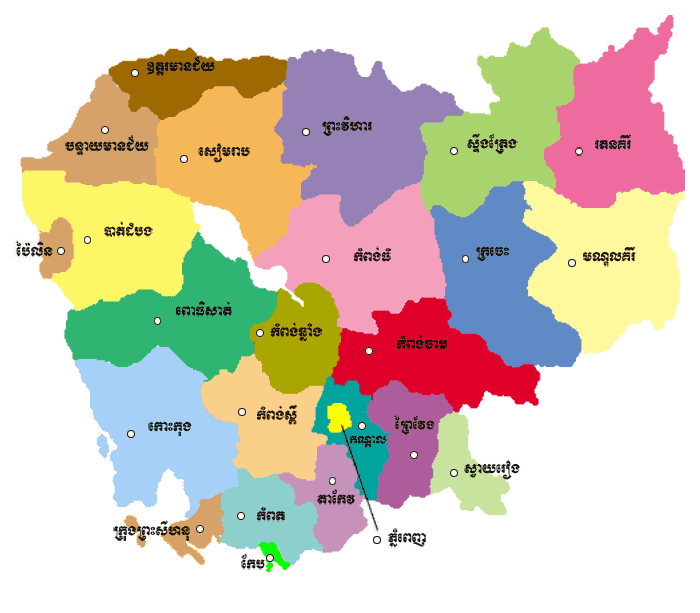 ឧត្តរមានជ័យ
ព្រះវិហារ
បន្ទាយមានជ័យ
សៀមរាប
ស្ទឹងត្រែង
រតនគិរី
បាត់ដំបង
ប៉ៃលិន
កំពង់ធំ
ក្រចេះ
មណ្ឌលគិរី
ពោធិសាត់
កំពង់ឆ្នាំង
កំពង់ចាម
កោះកុង
កំពង់ស្ពឺ
ព្រៃវែង
កណ្តាល
ស្វាយរៀង
តាកែវ
កំពត
ក្រុងព្រះសីហនុ
ភ្នំពេញ
កែប